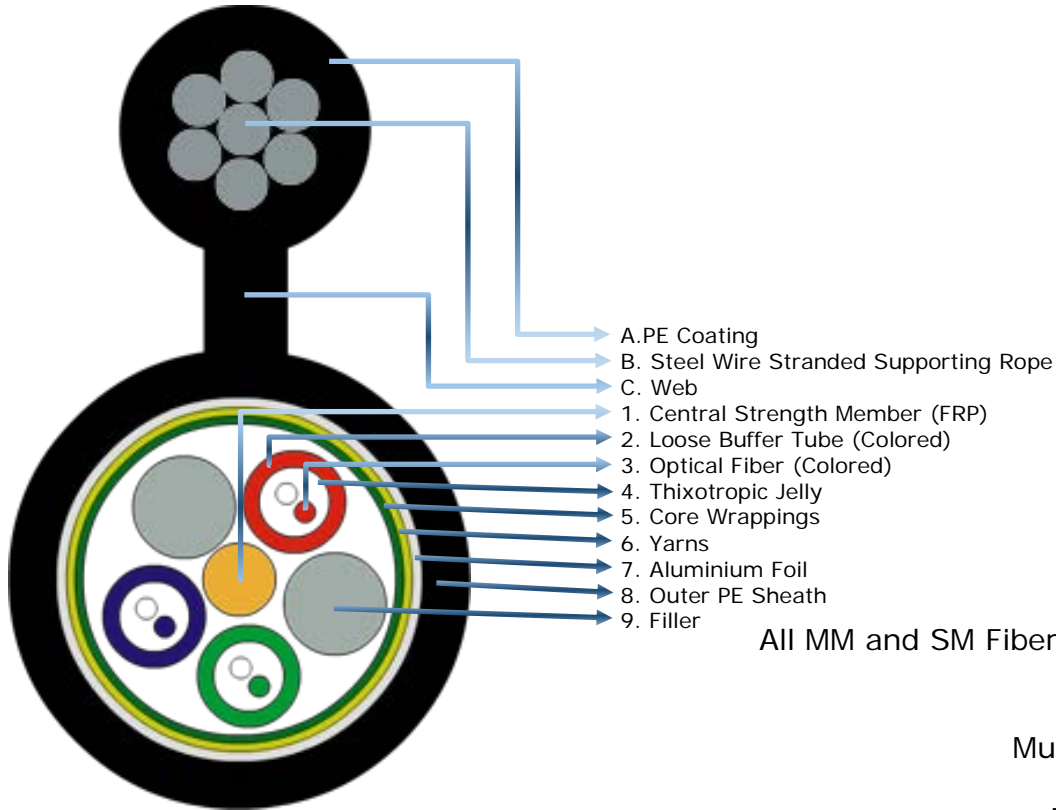 A.PE Coating
B. Steel Wire Stranded Supporting Rope
C. Web
1. Central Strength Member (FRP)
2. Loose Buffer Tube (Colored)
3. Optical Fiber (Colored)
4. Thixotropic Jelly
5. Core Wrappings
6. Yarns
7. Aluminium Foil
8. Outer PE Sheath
9. Filler
All MM and SM Fiber
Mu